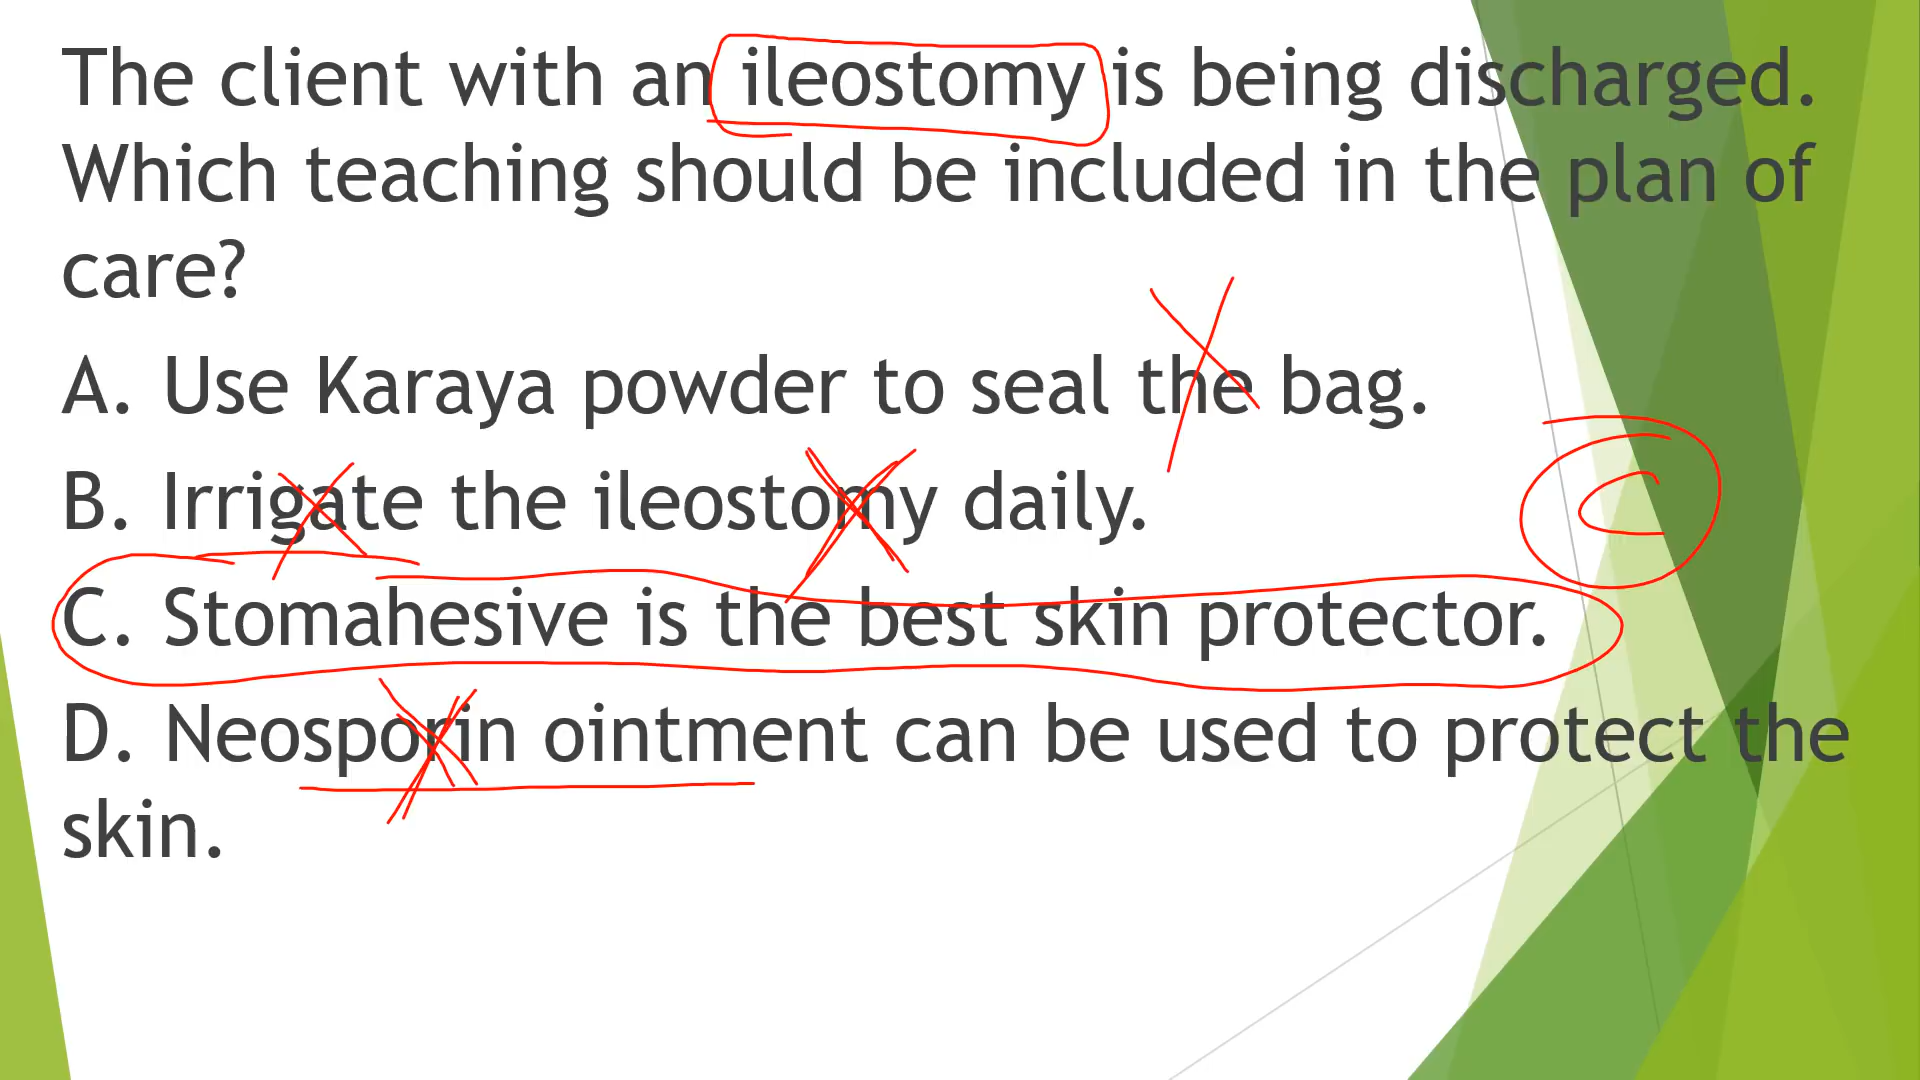 The client with an ileostomy is being discharged.
Which teaching should be included in the plan of
care?
A. Use Karaya powder to seal the bag.
B. Irrigate the ileostomy daily.
C
C. Stomahesive is the best skin protector.
D. Neosporin ointment can be used to protect the
skin.